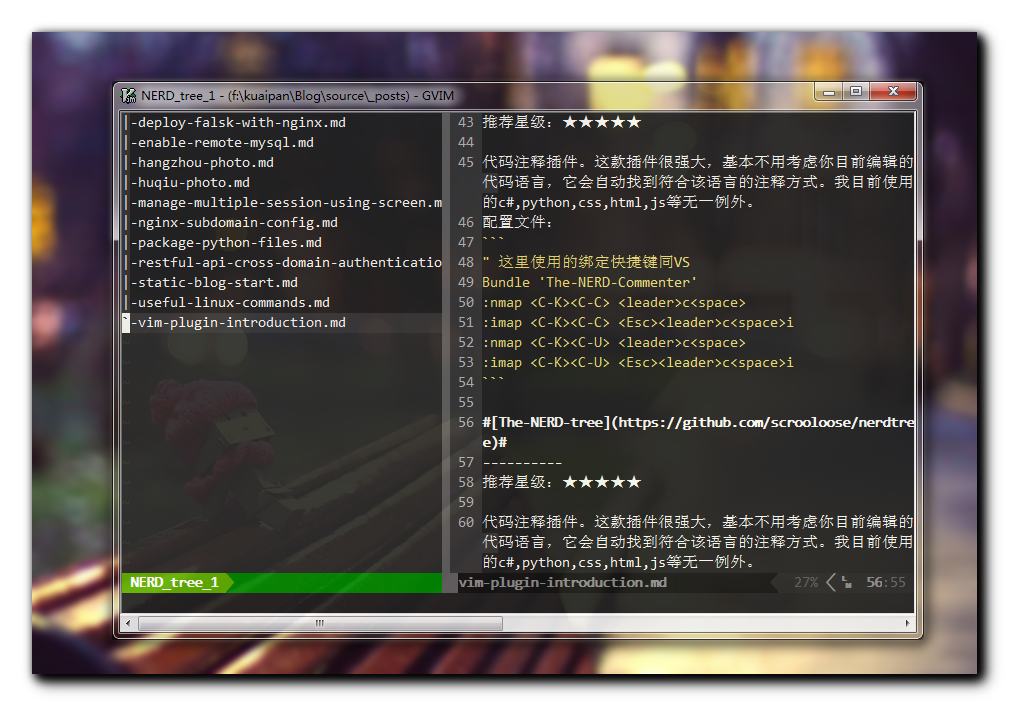 NERD_tree_1 - (f:\kuaipan\Blog\source\_posts) - GVIM
|-deploy-falsk-with-nginx.md
|-enable-remote-mysql.md
|-hangzhou-photo.md
|-huqiu-photo.md
|-manage-multiple-session-using-screen.m
|-nginx-subdomain-config.md
|-package-python-files.md
|-restful-api-cross-domain-authenticatio
|-static-blog-start.md
|-useful-linux-commands.md
`-vim-plugin-introduction.md
NERD_tree_1
43 推荐星级：★★★★★
44
45 代码注释插件。这款插件很强大，基本不用考虑你目前编辑的
代码语言，它会自动找到符合该语言的注释方式。我目前使用
的c#,python,css,html,js等无一例外。
46 配置文件：
47 ```
48 " 这里使用的绑定快捷键同VS
49 Bundle 'The-NERD-Commenter'
50 :nmap <C-K><C-C> <leader>c<space>
51 :imap <C-K><C-C> <Esc><leader>c<space>i
52 :nmap <C-K><C-U> <leader>c<space>
53 :imap <C-K><C-U> <Esc><leader>c<space>i
54 ```
55
56 #[The-NERD-tree](https://github.com/scrooloose/nerdtre
e)#
57 ----------
58 推荐星级：★★★★★
59
60 代码注释插件。这款插件很强大，基本不用考虑你目前编辑的
代码语言，它会自动找到符合该语言的注释方式。我目前使用
的c#,python,css,html,js等无一例外。
vim-plugin-introduction.md 27% 56:55